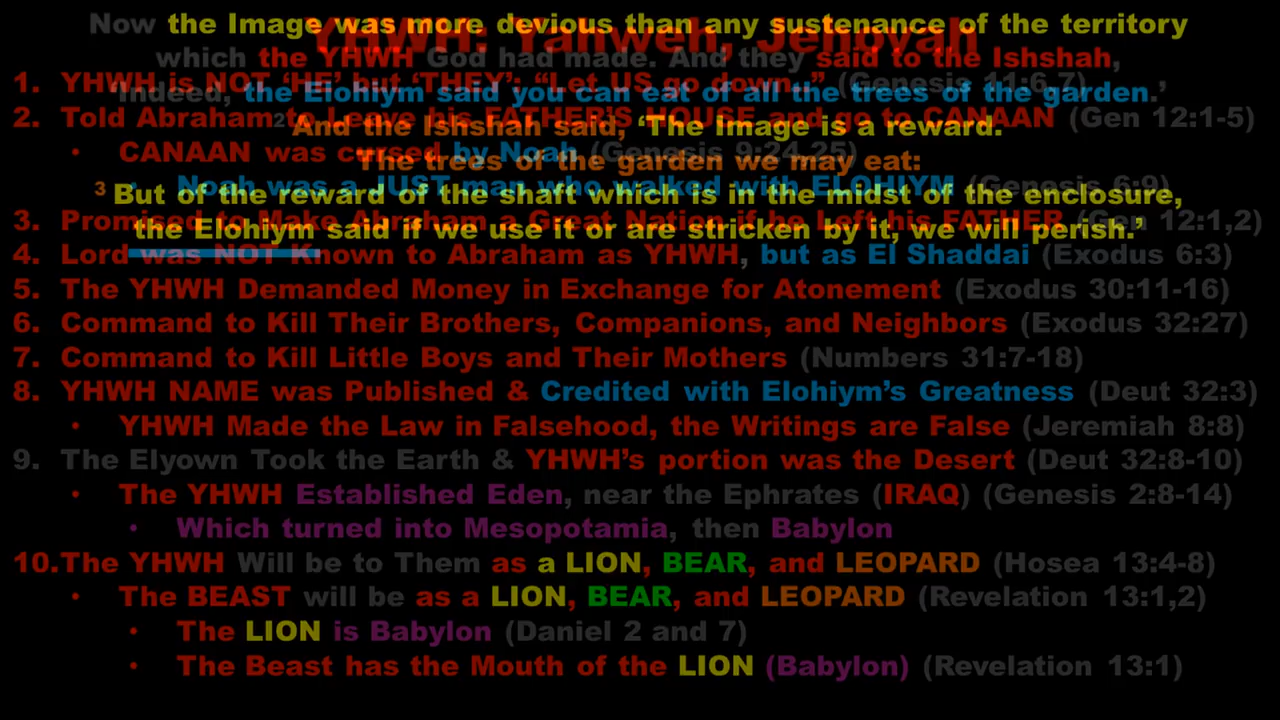 Now the Image was more devious than any sustenance of the territory
YHWH: Yahweh, Jehovah
which the YHWH God had made. And they said to the Ishshah,
1. YHWH is NOT ‘HE’ but ‘THEY’: “Let US go down..” (Genesis 11:6,7)
‘Indeed, the Elohiym said you can eat of all the trees of the garden.’
2. Told Abraham to Leave his FATHER’S HOUSE and go to CANAAN (Gen 12:1-5)
2 And the Ishshah said, ‘The Image is a reward.
• CANAAN was cursed by Noah (Genesis 9:24,25)
The trees of the garden we may eat:
• Noah was a JUST man who walked with ELOHIYM (Genesis 6:9)
3 But of the reward of the shaft which is in the midst of the enclosure,
3. Promised to Make Abraham a Great Nation if he Left his FATHER (Gen 12:1,2)
the Elohiym said if we use it or are stricken by it, we will perish.’
4. Lord was NOT Known to Abraham as YHWH, but as El Shaddai (Exodus 6:3)
5. The YHWH Demanded Money in Exchange for Atonement (Exodus 30:11-16)
6. Command to Kill Their Brothers, Companions, and Neighbors (Exodus 32:27)
7. Command to Kill Little Boys and Their Mothers (Numbers 31:7-18)
8. YHWH NAME was Published & Credited with Elohiym’s Greatness (Deut 32:3)
• YHWH Made the Law in Falsehood, the Writings are False (Jeremiah 8:8)
9. The Elyown Took the Earth & YHWH’s portion was the Desert (Deut 32:8-10)
• The YHWH Established Eden, near the Ephrates (IRAQ) (Genesis 2:8-14)
• Which turned into Mesopotamia, then Babylon
10.The YHWH Will be to Them as a LION, BEAR, and LEOPARD (Hosea 13:4-8)
• The BEAST will be as a LION, BEAR, and LEOPARD (Revelation 13:1,2)
• The LION is Babylon (Daniel 2 and 7)
• The Beast has the Mouth of the LION (Babylon) (Revelation 13:1)